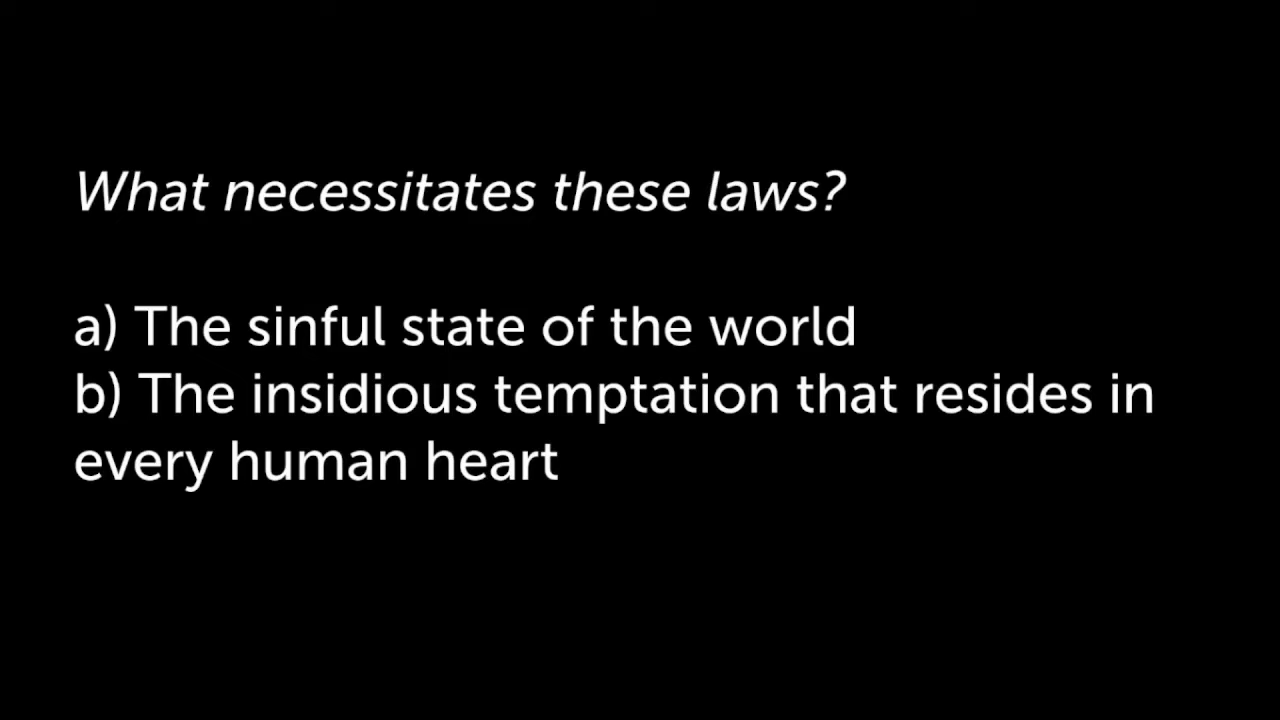 What necessitates these laws?
a) The sinful state of the world
b) The insidious temptation that resides in
every human heart